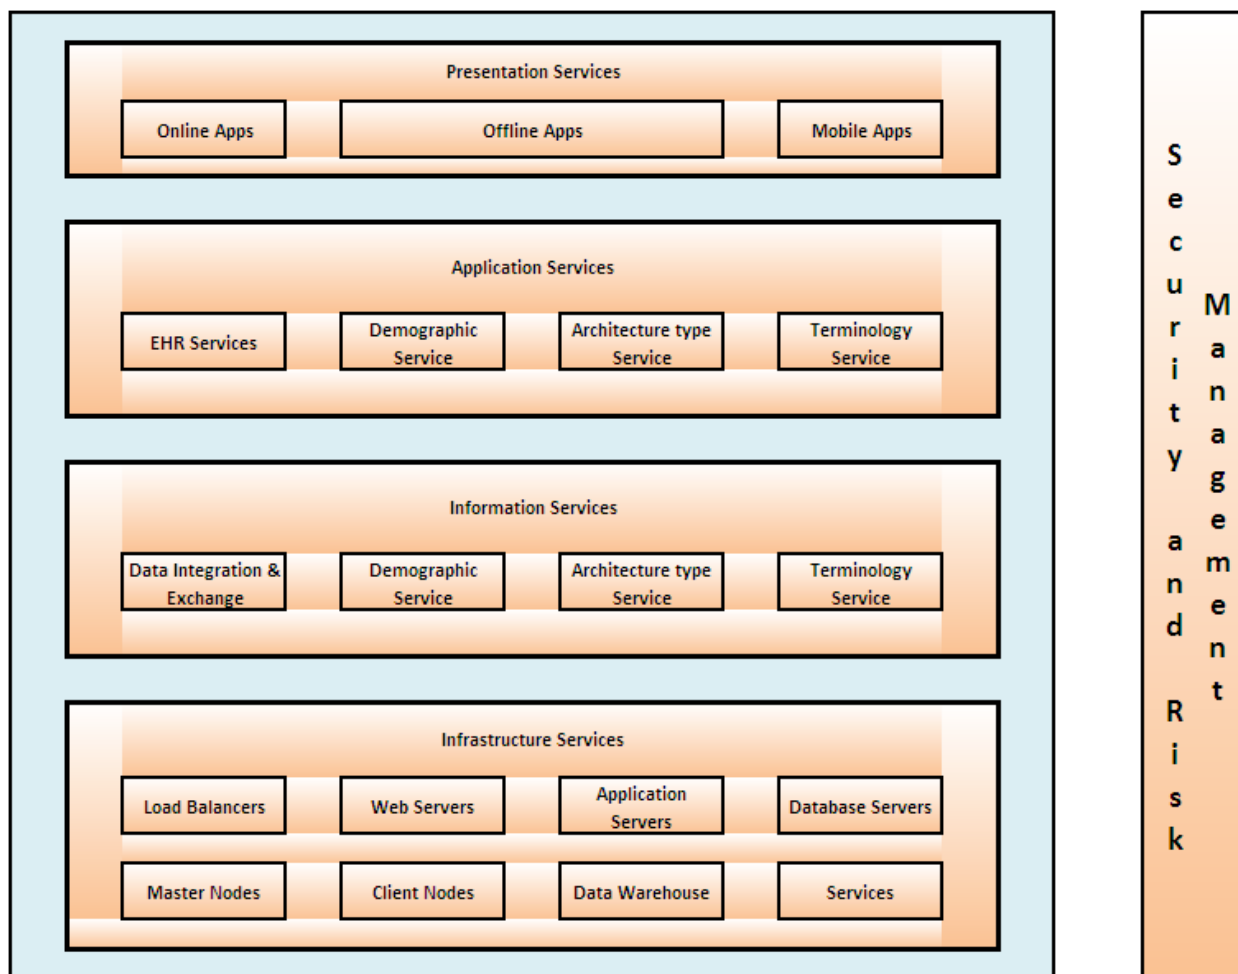 Presentation Services
Online Apps
Offline Apps
Mobile Apps
Application Services
EHR Services
Demographic
Service
Architecture type
Service
Terminology
Service
Information Services
Data Integration &
Exchange
Demographic
Service
Architecture type
Service
Terminology
Service
Infrastructure Services
Load Balancers
Web Servers
Application
Servers
Database Servers
Master Nodes
Client Nodes
Data Warehouse
Services
Security and Risk
Management